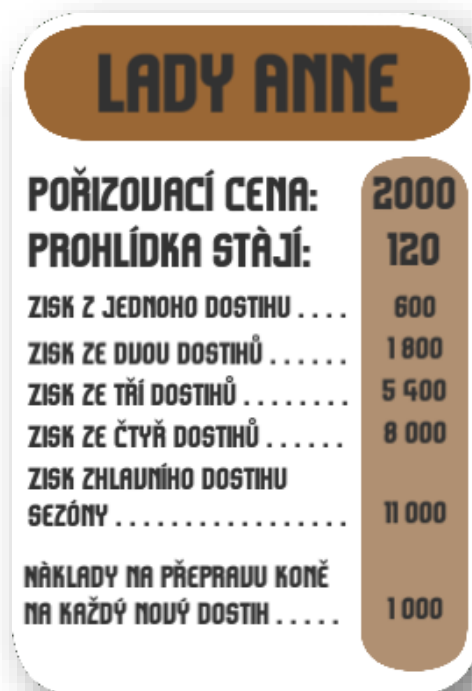 LADY ANNE
POŘIZOVACÍ CENA: 2000
PROHLÍDKA STÀJÍ: 120
ZISK Z JEDNOHO DOSTIHU .... 600
ZISK ZE DVOU DOSTIHŮ ...... 1 800
ZISK ZE TŘÍ DOSTIHŮ ........ 5 400
ZISK ZE ČTYŘ DOSTIHŮ ...... 8 000
ZISK ZHLAVNÍHO DOSTIHU
SEZÓNY ................. 11 000
NÀKLADY NA PŘEPRAVU KONĚ
NA KAŽDÝ NOVÝ DOSTIH ..... 1 000